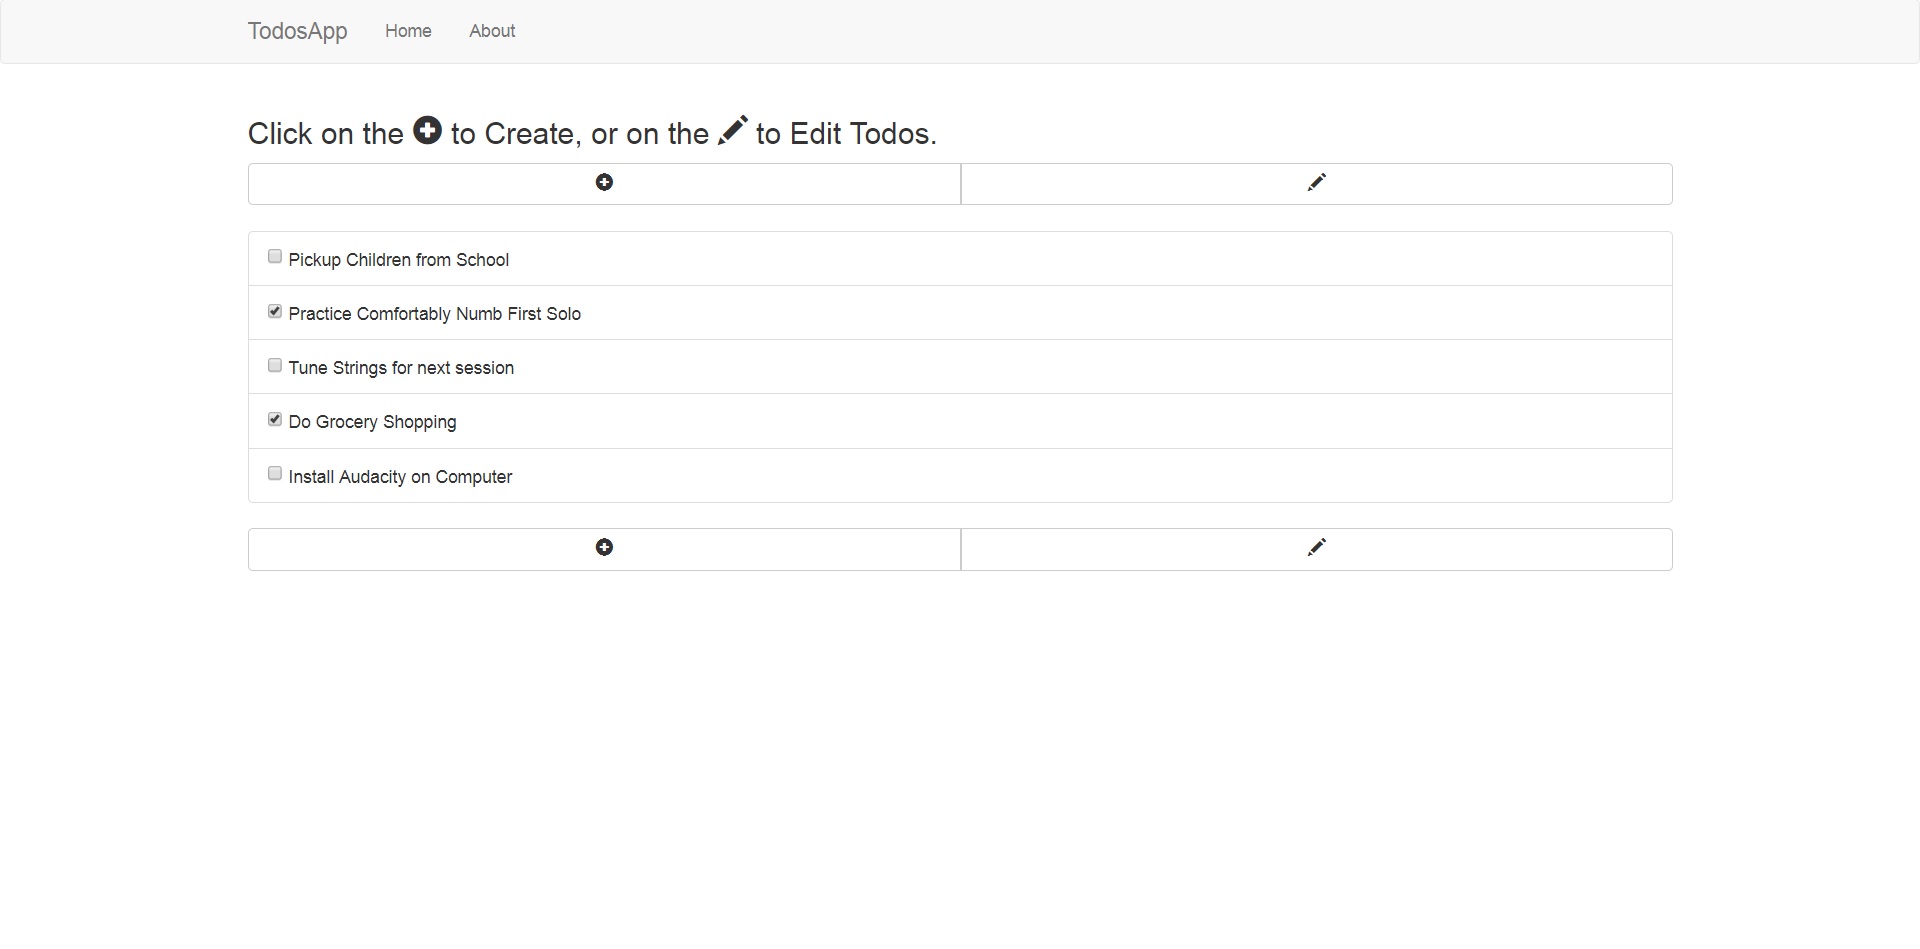 TodosApp Home About
Click on the to Create, or on the to Edit Todos.
Pickup Children from School
Practice Comfortably Numb First Solo
Tune Strings for next session
Do Grocery Shopping
Install Audacity on Computer